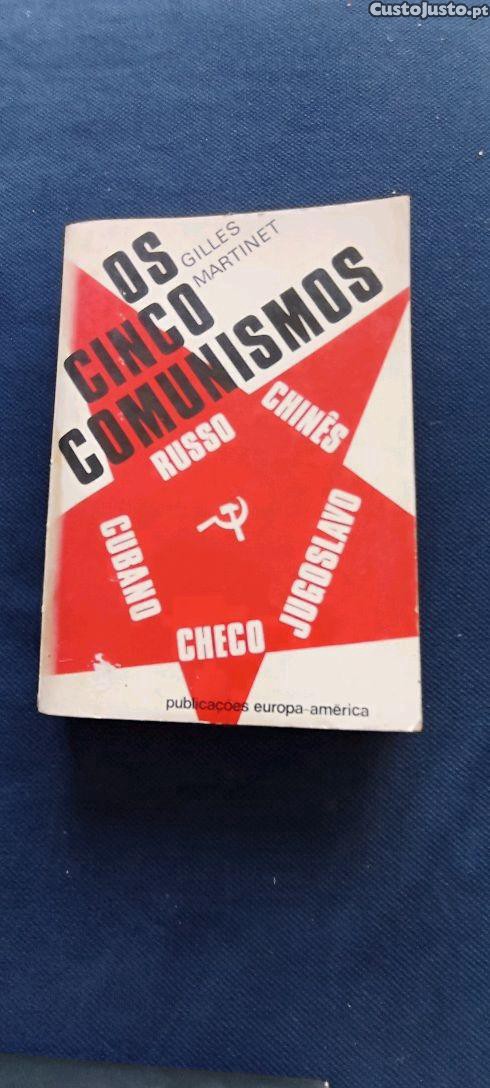 CustoJusto.pt
OS
CINCO
COMUNISMOS
GILLES
MARTINET
RUSSO
CHINÊS
CUBANO
JUGOSLAVO
CHECO
publicações europa-américa